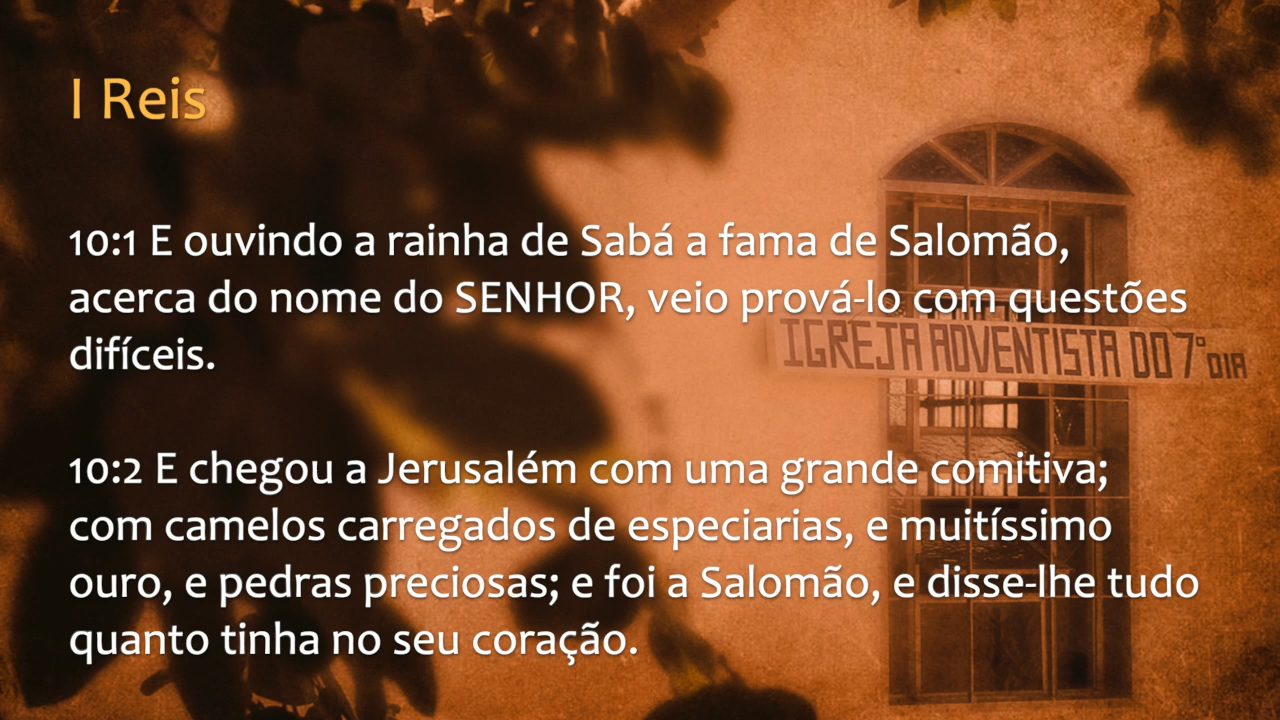 I Reis
10:1 E ouvindo a rainha de Sabá a fama de Salomão,
acerca do nome do SENHOR, veio prová-lo com questões
difíceis.
IGREJA ADVENTISTA DO 7° DIA
10:2 E chegou a Jerusalém com uma grande comitiva;
com camelos carregados de especiarias, e muitíssimo
ouro, e pedras preciosas; e foi a Salomão, e disse-lhe tudo
quanto tinha no seu coração.